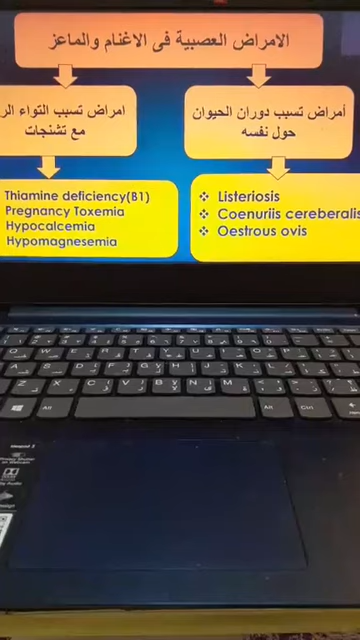 الامراض العصبية فى الاغنام والماعز
أمراض تسبب دوران الحيوان
حول نفسه
امراض تسبب التواء
مع تشنجات
❖ Listeriosis
❖ Coenuriis cereberalis
❖ Oestrous ovis
Thiamine deficiency(B1)
Pregnancy Toxemia
Hypocalcemia
Hypomagnesemia